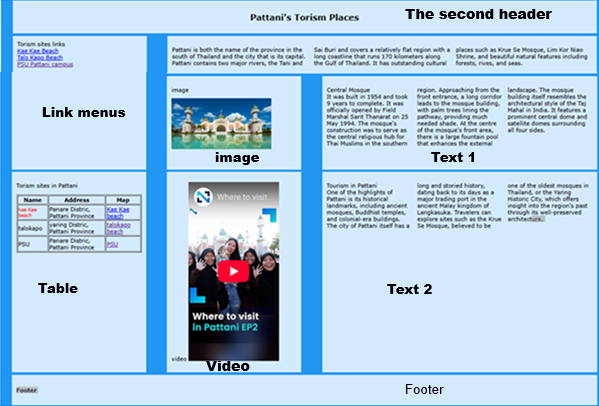 Pattani's Torism Places
The second header
Torism sites links
Kae Kae Beach
Talo Kapo Beach
PSU Pattani campus
Pattani is both the name of the province in
south of Thailand and the city that is its capital.
Pattani contains two major rivers, the Tani and
Sai Buri and covers a relatively flat region with a
long coastline that runs 170 kilometers along
the Gulf of Thailand. It has outstanding cultural
places such as Krue Se Mosque, Lim Kor Niao
Shrine, and beautiful natural features including
forests, rives, and seas.
Link menus
image
image
Central Mosque
It was built in 1954 and took
9 years to complete. It was
officially opened by Field
Marshal Sarit Thanarat on 25
May 1994. The mosque's
construction was to serve as
the central religious hub for
Thai Muslims in the southern
region. Approaching from the
front entrance, a long corridor
leads to the mosque building,
with palm trees lining the
pathway, providing much
needed shade. At the centre
of the mosque's front area,
there is a large fountain pool
that enhances the external
landscape. The mosque
building itself resembles the
architectural style of the Taj
Mahal in India. It features a
prominent central dome and
satellite domes surrounding
all four sides.
Text 1
Torism sites in Pattani
Name Address Map
kae Kae Beach Panare Distric, Pattani Province Kae Kae beach
talokapo yaring Distric, Pattani Province talokapo beach
PSU Panare Distric, Pattani Province PSU
Table
Where to visit...
Where to visit
in Pattani EP2
video
Video
Tourism in Pattani
One of the highlights of
Pattani is its historical
landmarks, including ancient
mosques, Buddhist temples,
and colonial-era buildings.
The city of Pattani itself has a
long and storied history,
dating back to its days as a
major trading port in the
ancient Malay kingdom of
Langkasuka. Travelers can
explore sites such as the Krue
Se Mosque, believed to be
one of the oldest mosques in
Thailand, or the Yaring
Historic City, which offers
insight into the region's past
through its well-preserved
architecture.
Text 2
Footer
Footer